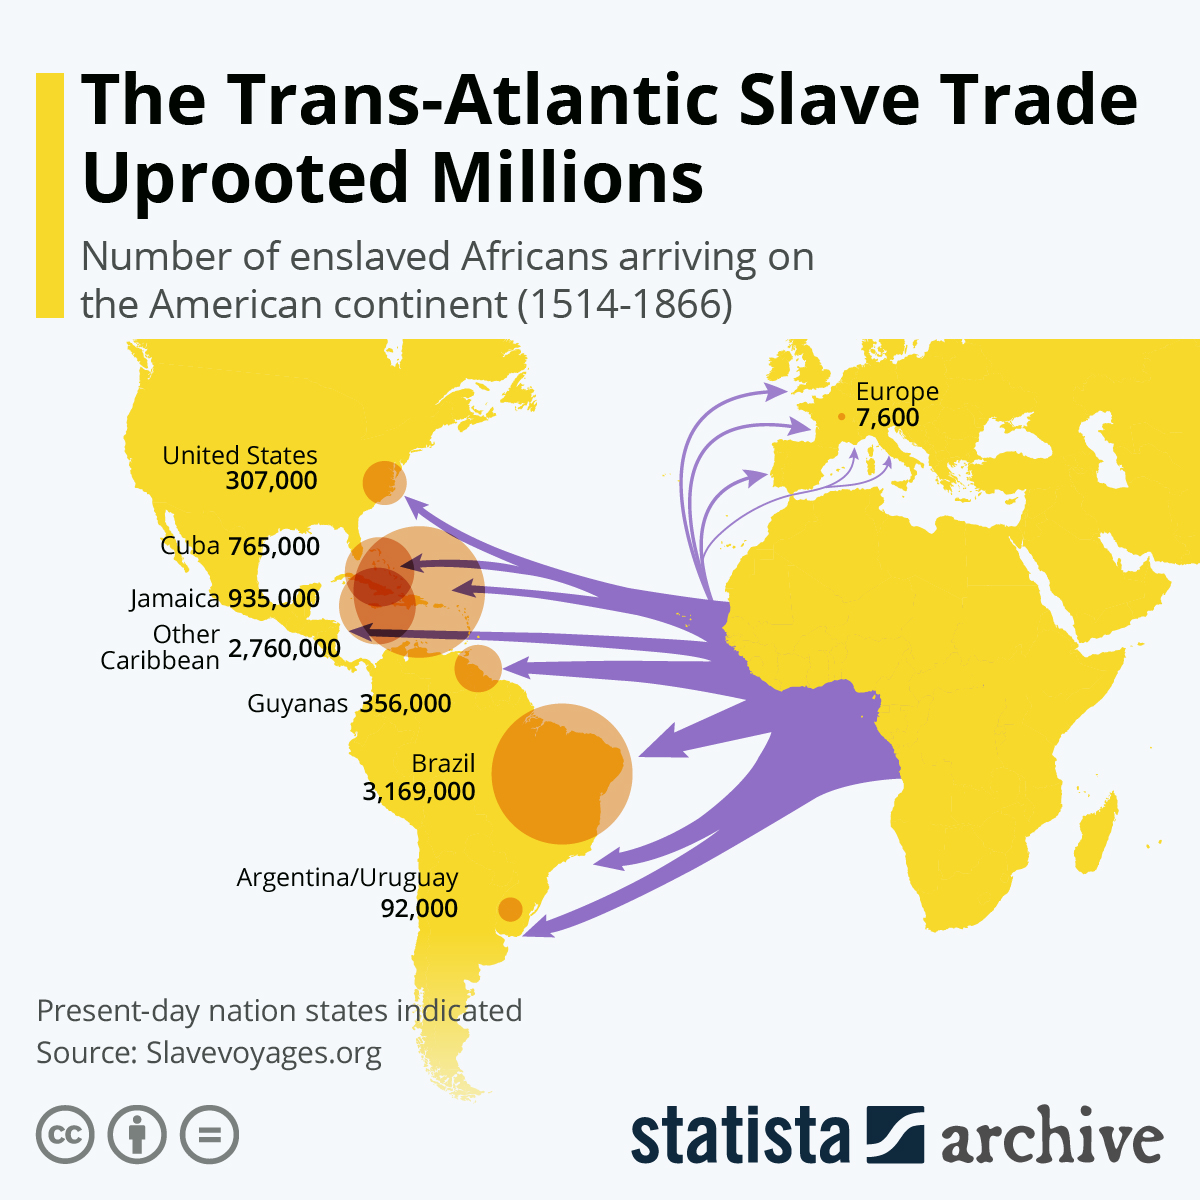 The Trans-Atlantic Slave Trade
Uprooted Millions
Number of enslaved Africans arriving on
the American continent (1514-1866)
Europe
7,600
United States
307,000
Cuba 765,000
Jamaica 935,000
Other
Caribbean 2,760,000
Guyanas 356,000
Brazil
3,169,000
Argentina/Uruguay
92,000
Present-day nation states indicated
Source: Slavevoyages.org
cc
statista archive